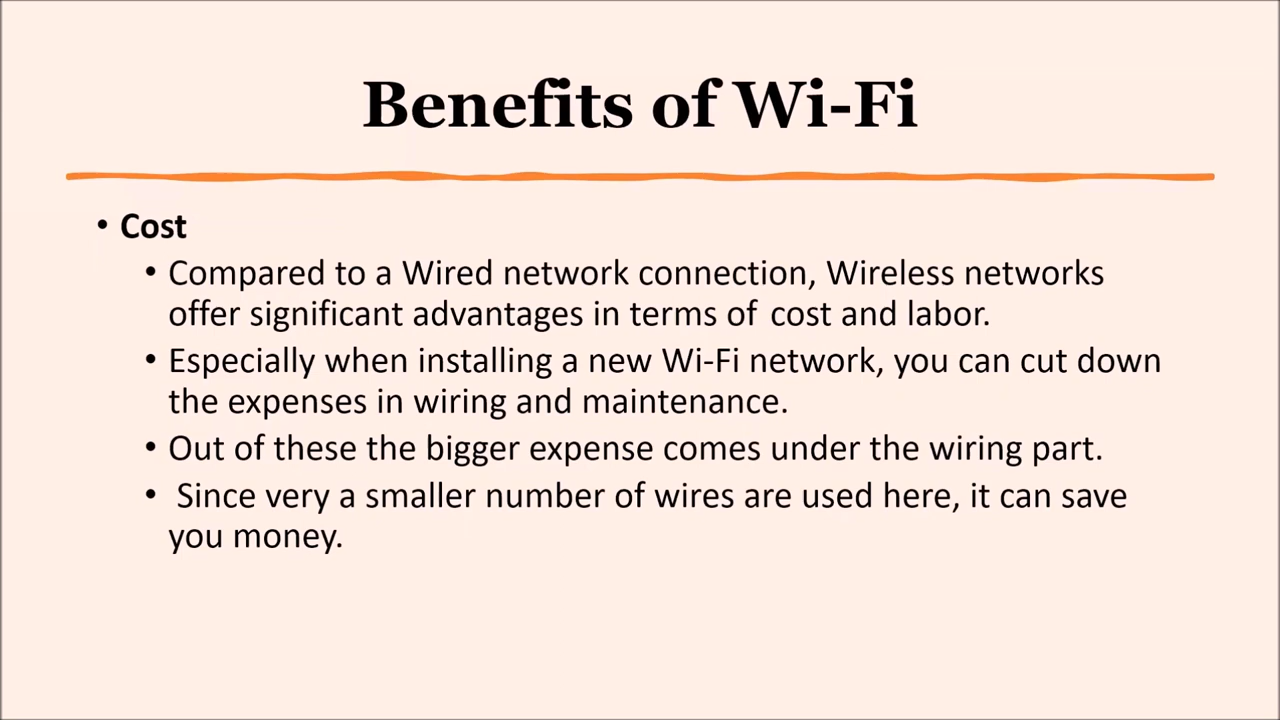 Benefits of Wi-Fi
• Cost
• Compared to a Wired network connection, Wireless networks
offer significant advantages in terms of cost and labor.
• Especially when installing a new Wi-Fi network, you can cut down
the expenses in wiring and maintenance.
• Out of these the bigger expense comes under the wiring part.
• Since very a smaller number of wires are used here, it can save
you money.